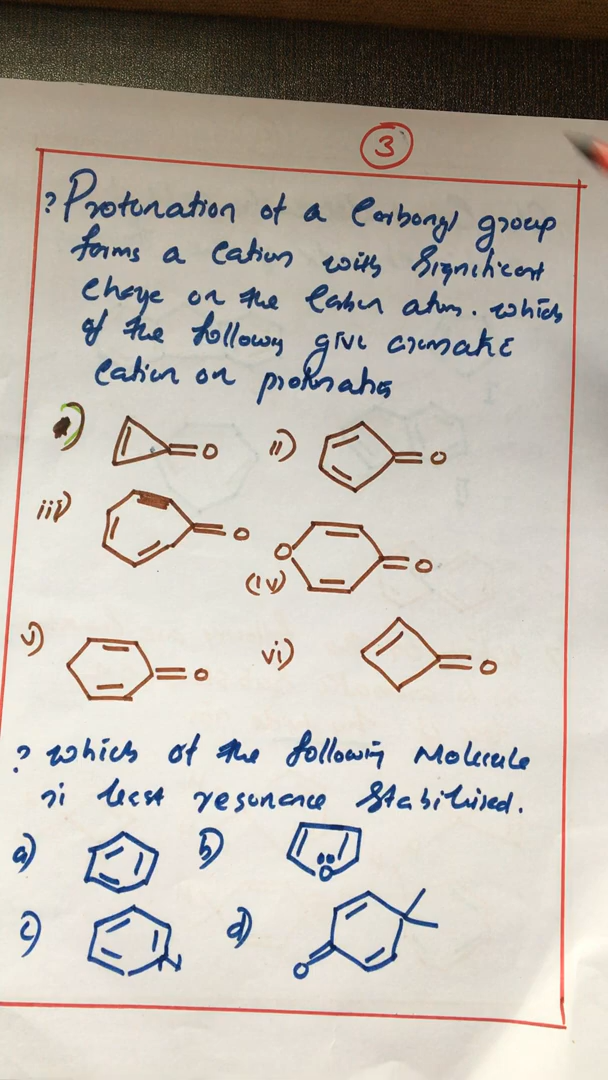 3
? Protonation of a Carbonyl group
forms a Cation with Significant
Charge on the Carbon atom. which
of the following give aromatic
Cation on protonation
i) =O ii) =O
iii) =O
O =O
(iv)
v) =O vi) =O
? which of the following Molecule
is least resonance Stabilised.
a) b) O
c) N d) O